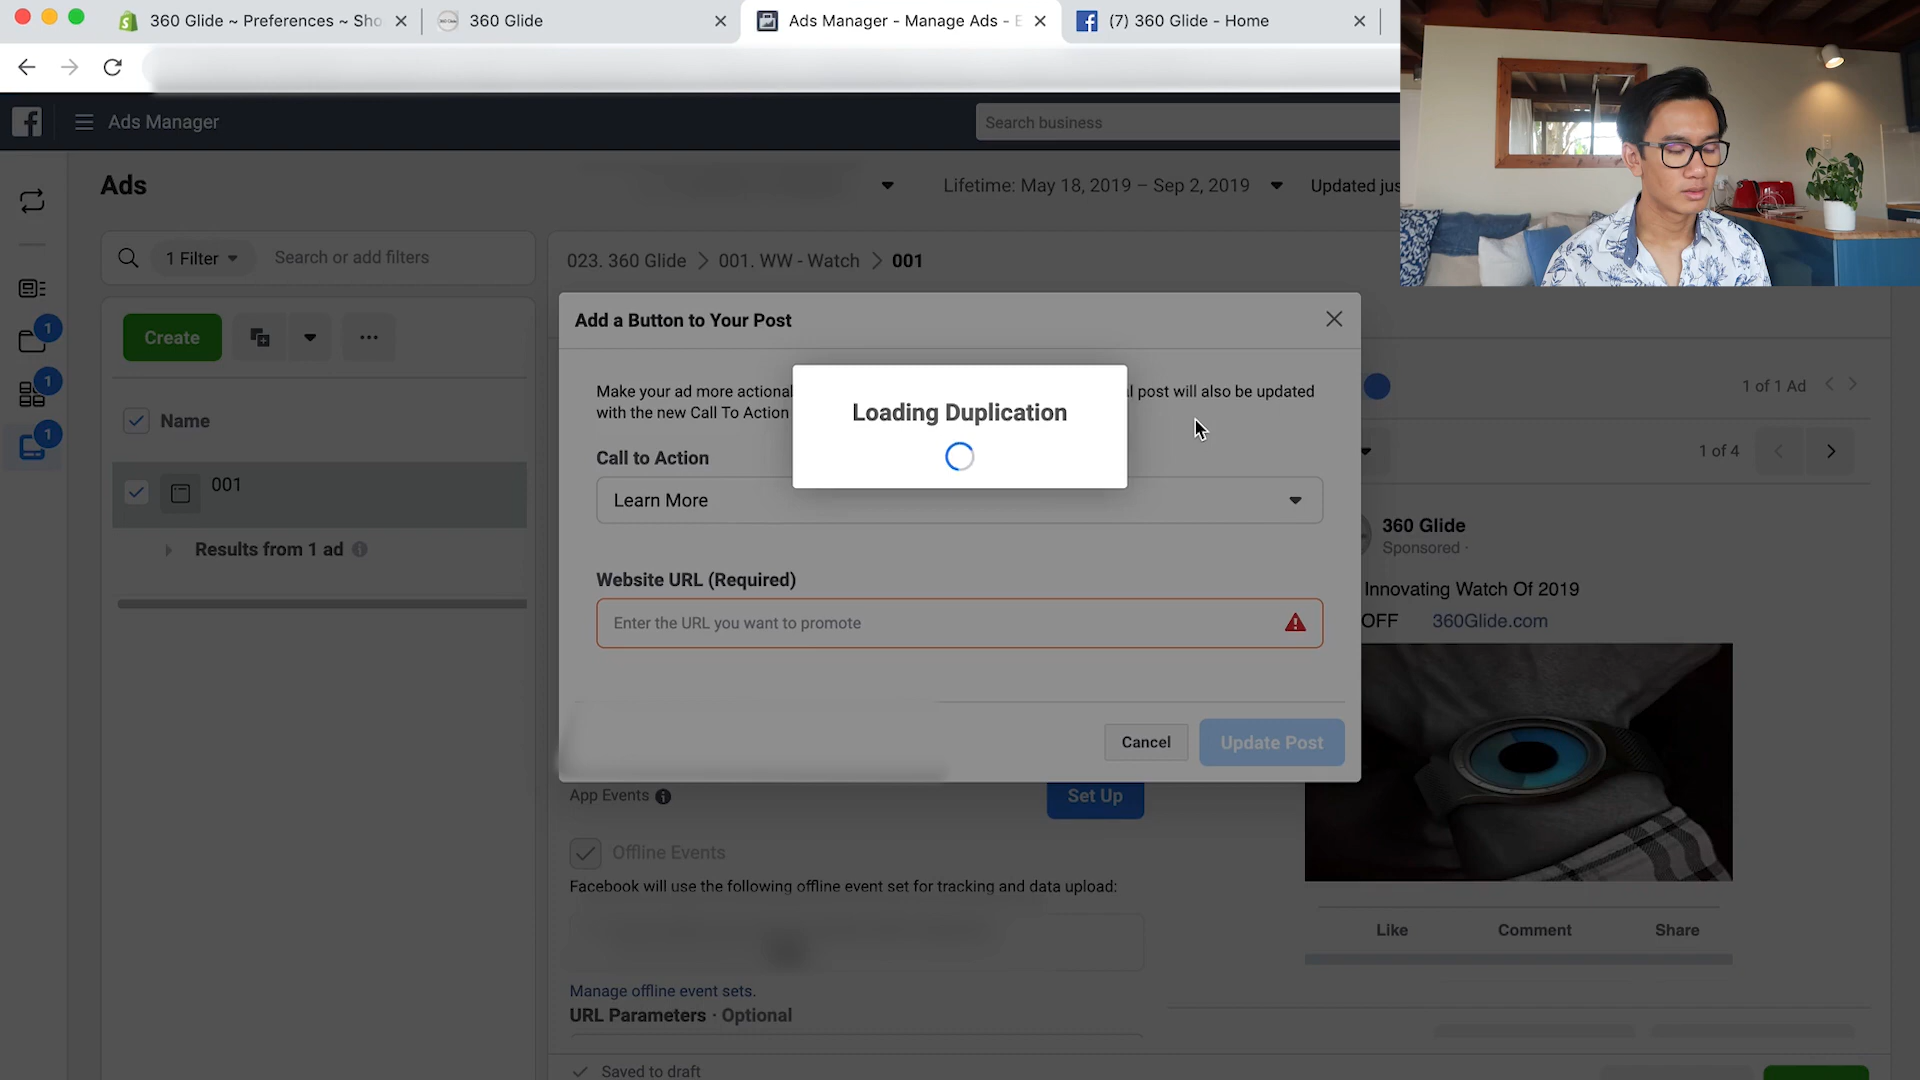 360 Glide ~ Preferences ~ Sho
360 Glide
Ads Manager - Manage Ads - E
(7) 360 Glide - Home
Ads Manager
Search business
Ads
Lifetime: May 18, 2019 – Sep 2, 2019
Updated jus
1 Filter
Search or add filters
023. 360 Glide > 001. WW - Watch > 001
Create
1
1
1
Name
001
Results from 1 ad
Add a Button to Your Post
Make your ad more actional
l post will also be updated
with the new Call To Action
Loading Duplication
Call to Action
Learn More
Website URL (Required)
Enter the URL you want to promote
Cancel
Update Post
App Events
Set Up
Offline Events
Facebook will use the following offline event set for tracking and data upload:
Manage offline event sets.
URL Parameters · Optional
Saved to draft
1 of 1 Ad
1 of 4
360 Glide
Sponsored ·
Innovating Watch Of 2019
OFF 360Glide.com
Like
Comment
Share